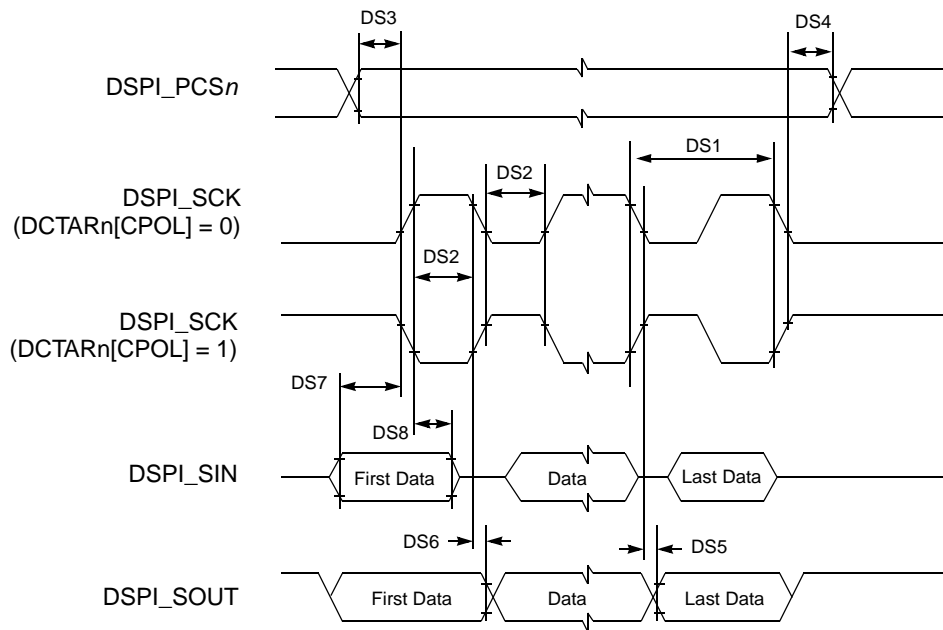 DS3
DS4
DSPI_PCSn
DS1
DS2
DSPI_SCK
(DCTARn[CPOL] = 0)
DS2
DSPI_SCK
(DCTARn[CPOL] = 1)
DS7
DS8
DSPI_SIN
First Data
Data
Last Data
DS6
DS5
DSPI_SOUT
First Data
Data
Last Data